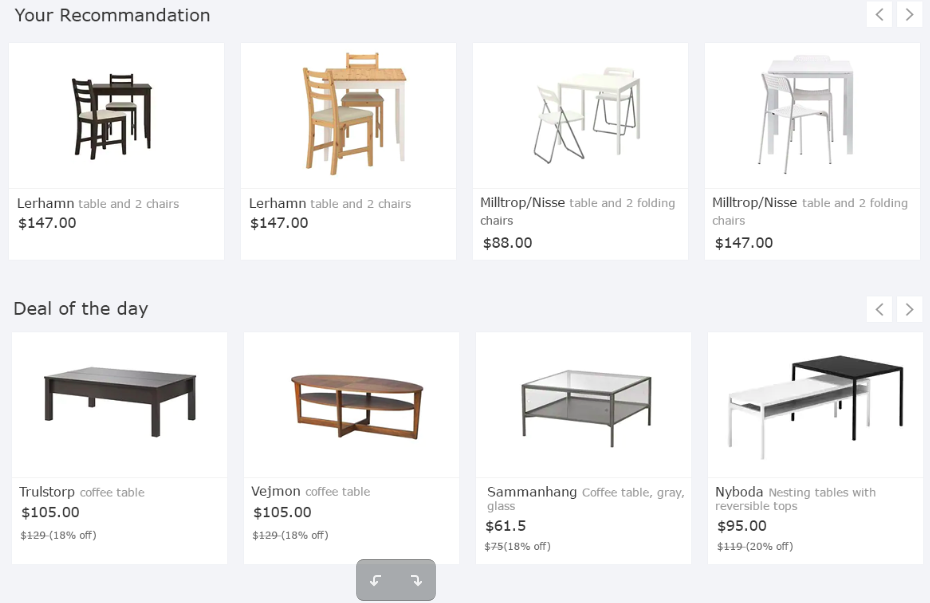 Your Recommandation
Lerhamn table and 2 chairs
$147.00
Lerhamn table and 2 chairs
$147.00
Milltrop/Nisse table and 2 folding
chairs
$88.00
Milltrop/Nisse table and 2 folding
chairs
$147.00
Deal of the day
Trulstorp coffee table
$105.00
$129 (18% off)
Vejmon coffee table
$105.00
$129 (18% off)
Sammanhang Coffee table, gray,
glass
$61.5
$75(18% off)
Nyboda Nesting tables with
reversible tops
$95.00
$119 (20% off)